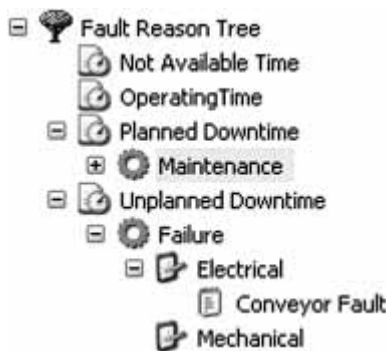 Fault Reason Tree
Not Available Time
OperatingTime
Planned Downtime
Maintenance
Unplanned Downtime
Failure
Electrical
Conveyor Fault
Mechanical